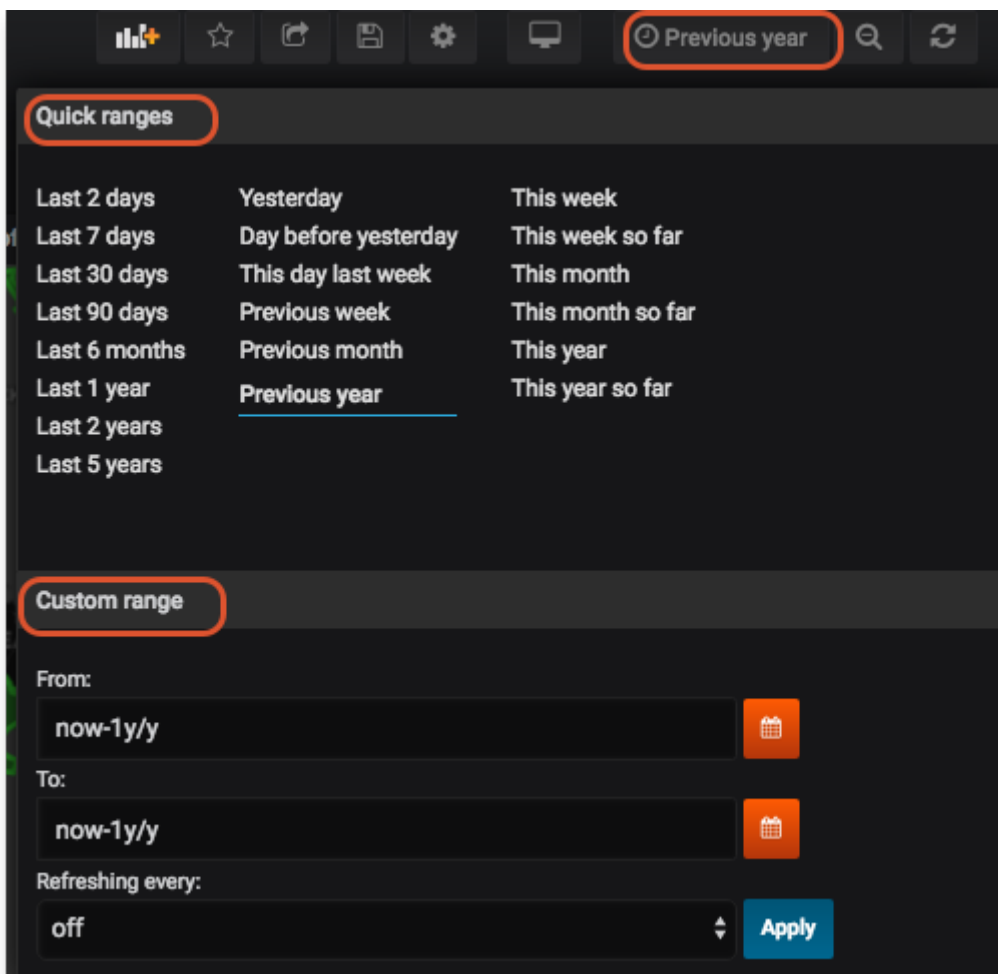 Previous year
Quick ranges
Last 2 days Yesterday This week
Last 7 days Day before yesterday This week so far
Last 30 days This day last week This month
Last 90 days Previous week This month so far
Last 6 months Previous month This year
Last 1 year Previous year This year so far
Last 2 years
Last 5 years
Custom range
From:
now-1y/y
To:
now-1y/y
Refreshing every:
off Apply